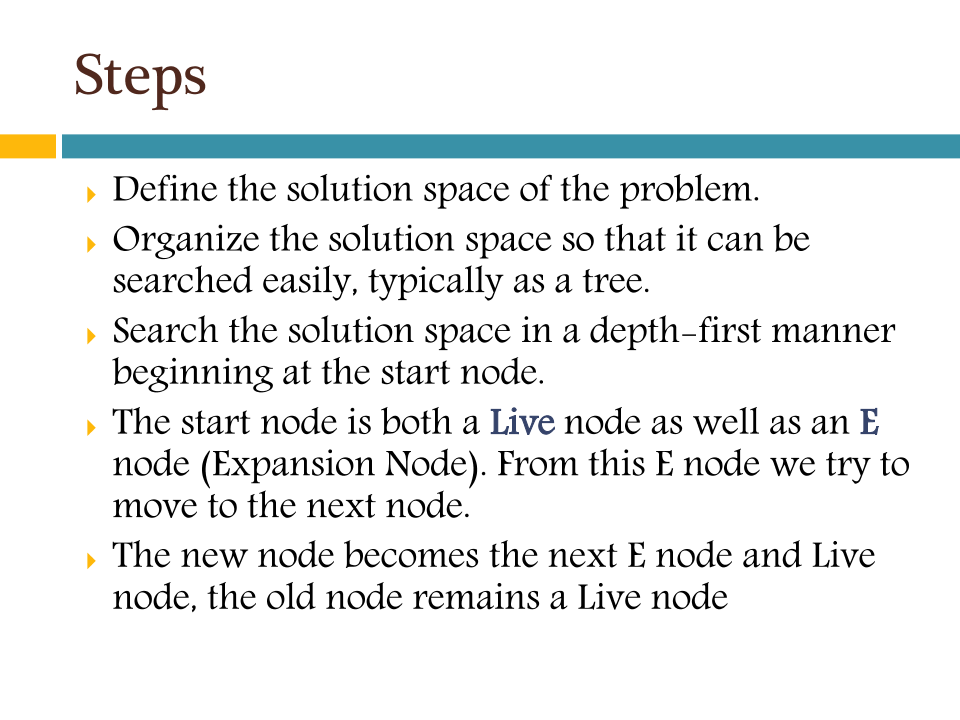 Steps
Define the solution space of the problem.
Organize the solution space so that it can be
searched easily, typically as a tree.
Search the solution space in a depth-first manner
beginning at the start node.
The start node is both a Live node as well as an E
node (Expansion Node). From this E node we try to
move to the next node.
The new node becomes the next E node and Live
node, the old node remains a Live node